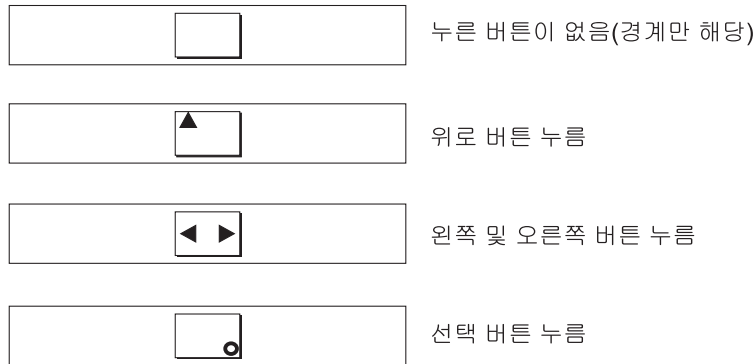 누른 버튼이 없음(경계만 해당)
위로 버튼 누름
왼쪽 및 오른쪽 버튼 누름
선택 버튼 누름